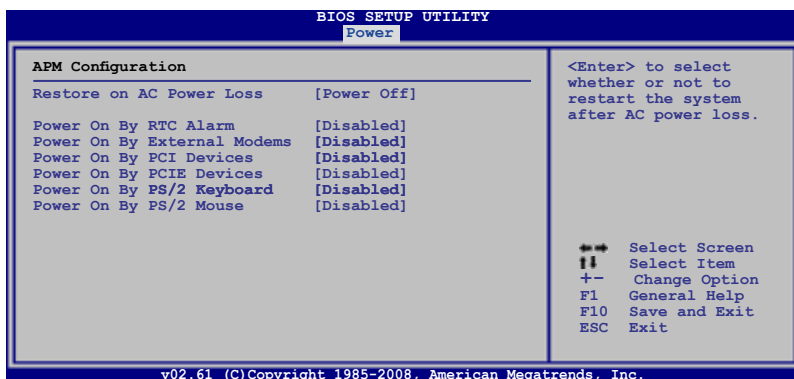 BIOS SETUP UTILITY
Power
APM Configuration
Restore on AC Power Loss [Power Off]
Power On By RTC Alarm [Disabled]
Power On By External Modems [Disabled]
Power On By PCI Devices [Disabled]
Power On By PCIE Devices [Disabled]
Power On By PS/2 Keyboard [Disabled]
Power On By PS/2 Mouse [Disabled]
<Enter> to select
whether or not to
restart the system
after AC power loss.
←→ Select Screen
↑↓ Select Item
+- Change Option
F1 General Help
F10 Save and Exit
ESC Exit
v02.61 (C)Copyright 1985-2008, American Megatrends, Inc.